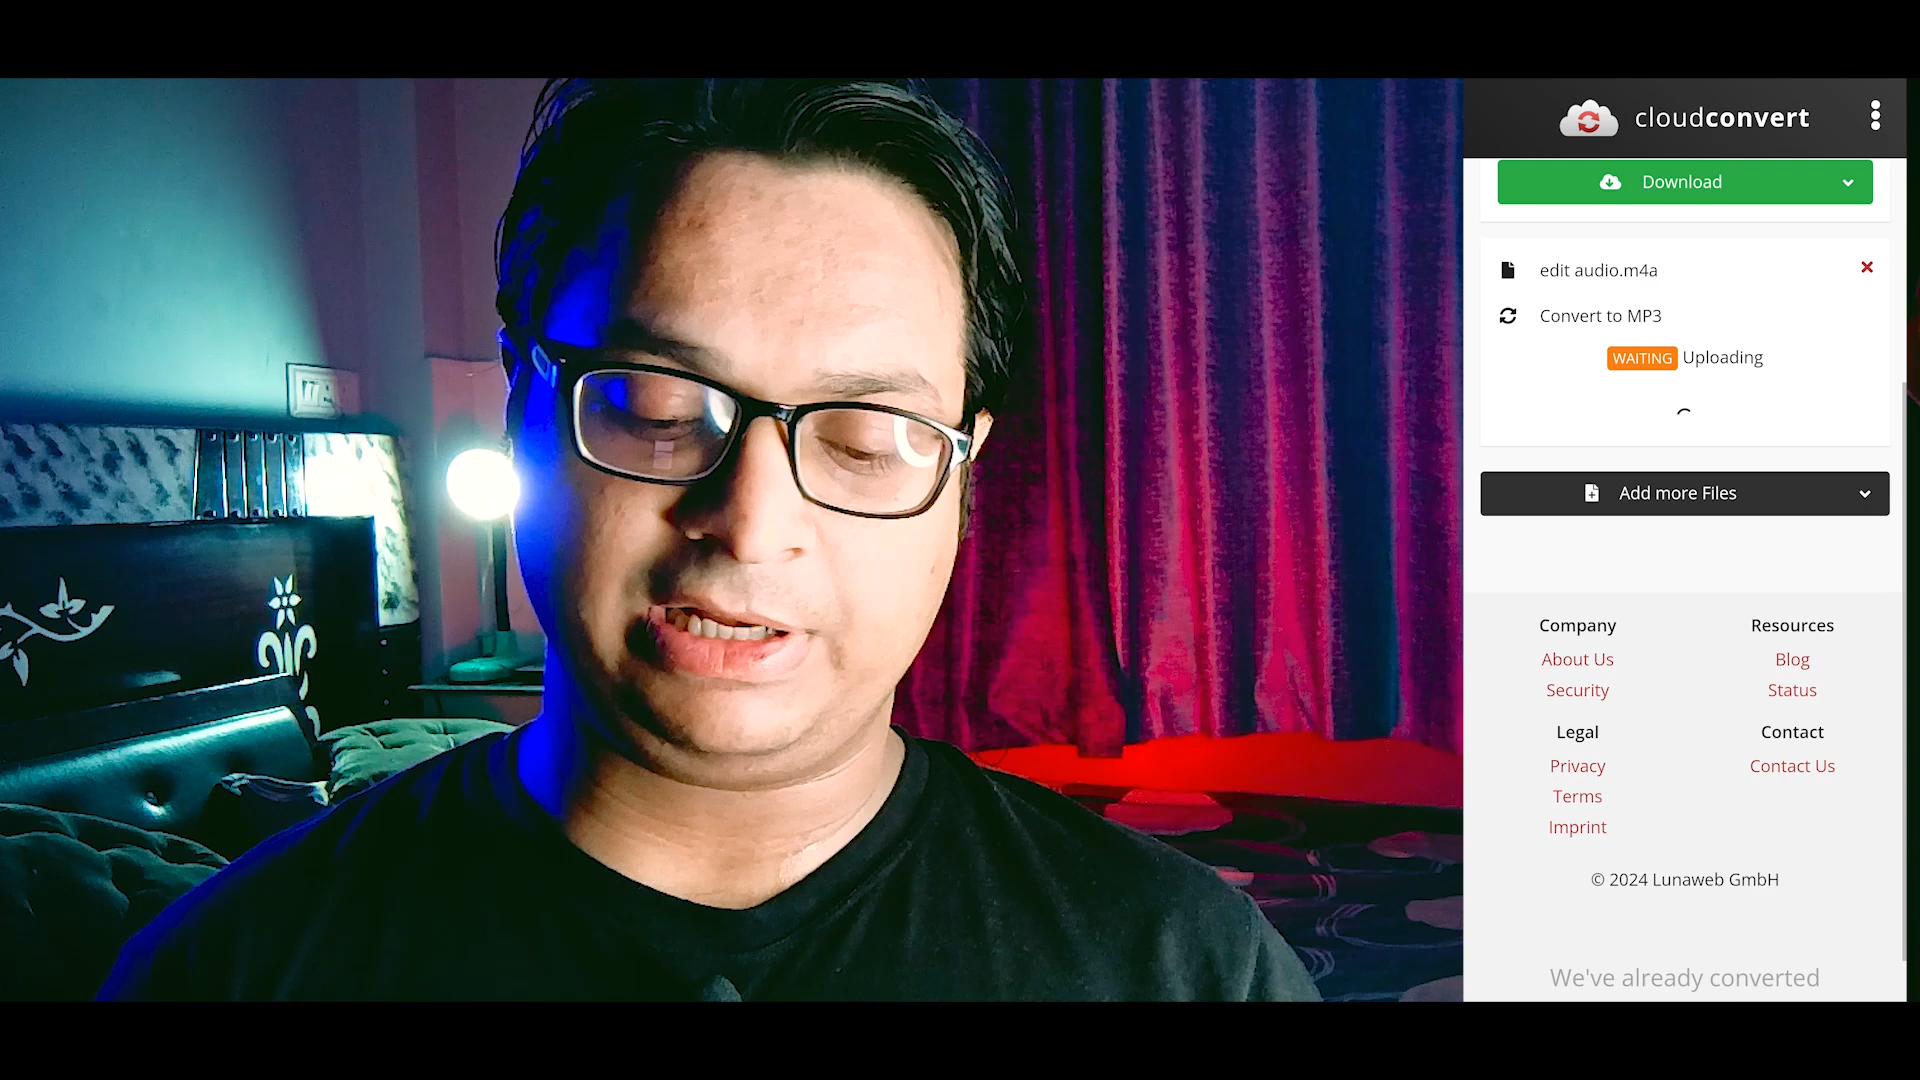 cloudconvert
Download
edit audio.m4a
Convert to MP3
WAITING Uploading
Add more Files
Company
About Us
Security
Resources
Blog
Status
Legal
Privacy
Terms
Imprint
Contact
Contact Us
© 2024 Lunaweb GmbH
We've already converted